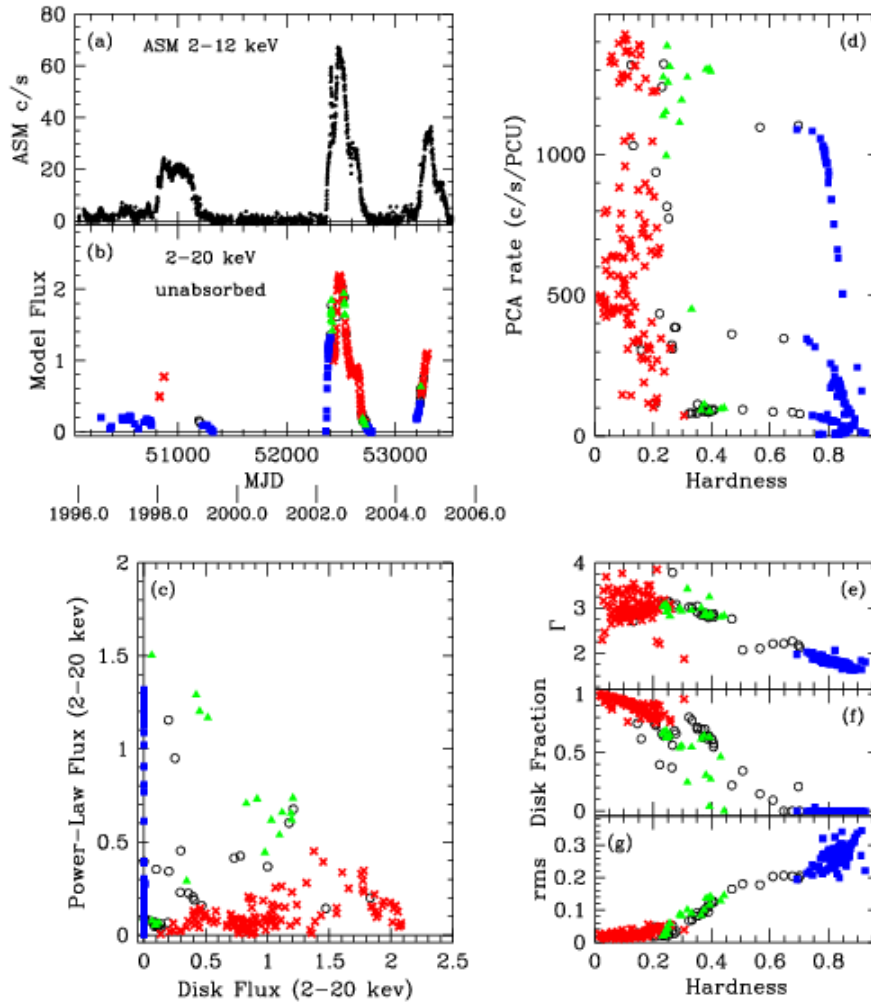 (a) ASM 2-12 keV
ASM c/s
80
60
40
20
0
(b) 2-20 keV
unabsorbed
Model Flux
2
1
0
51000 52000 53000
MJD
1996.0 1998.0 2000.0 2002.0 2004.0 2006.0
(d)
PCA rate (c/s/PCU)
1000
500
0
0 0.2 0.4 0.6 0.8
Hardness
(c)
Power-Law Flux (2-20 kev)
2
1.5
1
0.5
0
0 0.5 1 1.5 2 2.5
Disk Flux (2-20 kev)
(e)
Γ
4
3
2
(f)
Disk Fraction
1
0.5
0
(g)
rms
0.3
0.2
0.1
0
0 0.2 0.4 0.6 0.8
Hardness